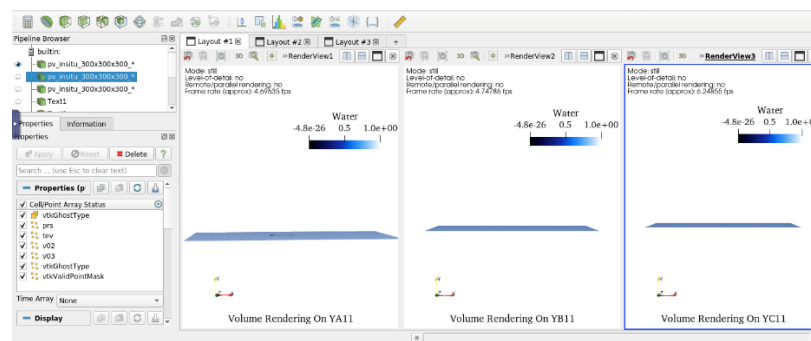 Pipeline Browser
Layout #1
Layout #2
Layout #3
+
builtin:
pv_insitu_300x300x300_*
pv_insitu_300x300x300_*
pv_insitu_300x300x300_*
Text1
3D
»RenderView1
3D
»RenderView2
3D
»RenderView3
Mode: still
Level-of-detail: no
Remote/parallel rendering: no
Frame rate (approx): 4.69635 fps
Mode: still
Level-of-detail: no
Remote/parallel rendering: no
Frame rate (approx): 4.74786 fps
Mode: still
Level-of-detail: no
Remote/parallel rendering: no
Frame rate (approx): 6.24856 fps
Water
-4.8e-26 0.5 1.0e+00
Water
-4.8e-26 0.5 1.0e+00
Water
-4.8e-26 0.5 1.0e+0
Properties
Information
Properties
Apply
Reset
Delete
?
Search ... (use Esc to clear text)
Properties (p
Cell/Point Array Status
vtkGhostType
prs
tev
v02
v03
vtkGhostType
vtkValidPointMask
Time Array None
Display
Volume Rendering On YA11
Volume Rendering On YB11
Volume Rendering On YC11